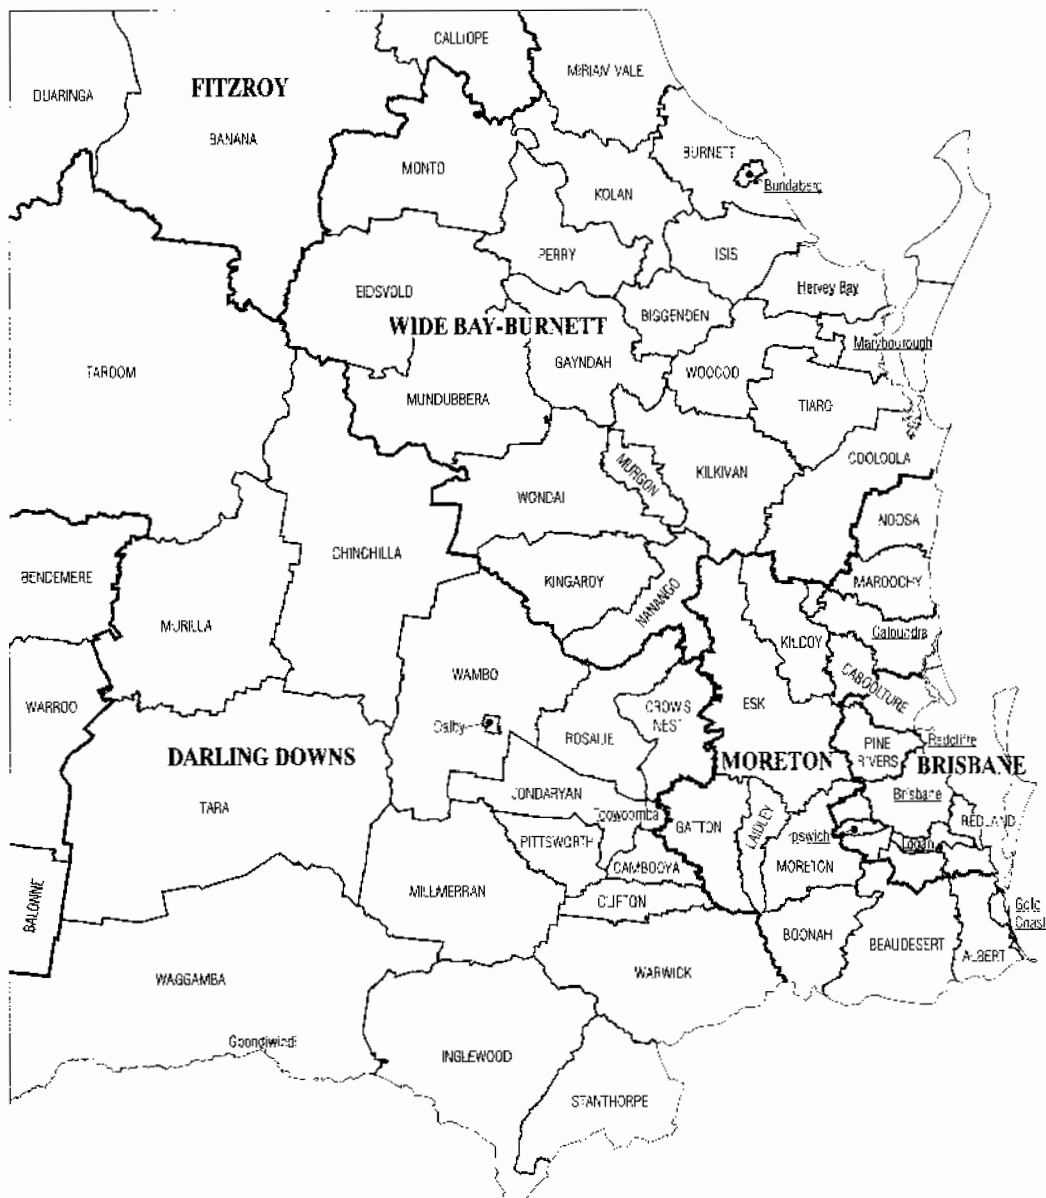 CALLIOPE
MIRIAM VALE
DUARINGA
FITZROY
BANANA
BURNETT
MONTO
KOLAN
Bundaberg
PERRY
ISIS
EIDSVOLD
Hervey Bay
BIGGENDEN
WIDE BAY-BURNETT
Maryborough
GAYNDAH
TAROOM
WOOCOO
MUNDUBBERA
TIARO
COOLOOLA
MURGON
KILKIVAN
WONDAI
NOOSA
CHINCHILLA
BENDEMERE
KINGAROY
MAROOCHY
NANANGO
MURILLA
Caloundra
KILCOY
WAMBO
CABOOLTURE
WARROO
CROWS
NEST
ESK
Dalby
ROSALIE
PINE
RIVERS
Redcliffe
DARLING DOWNS
MORETON
BRISBANE
JONDARYAN
Brisbane
TARA
Toowoomba
GATTON
LAIDLEY
REDLAND
Ipswich
PITTSWORTH
Logan
CAMBOOYA
MORETON
MILLMERRAN
CLIFTON
Gold
Coast
BALONNE
BOONAH
BEAUDESERT
ALBERT
WARWICK
WAGGAMBA
Goondiwindi
INGLEWOOD
STANTHORPE